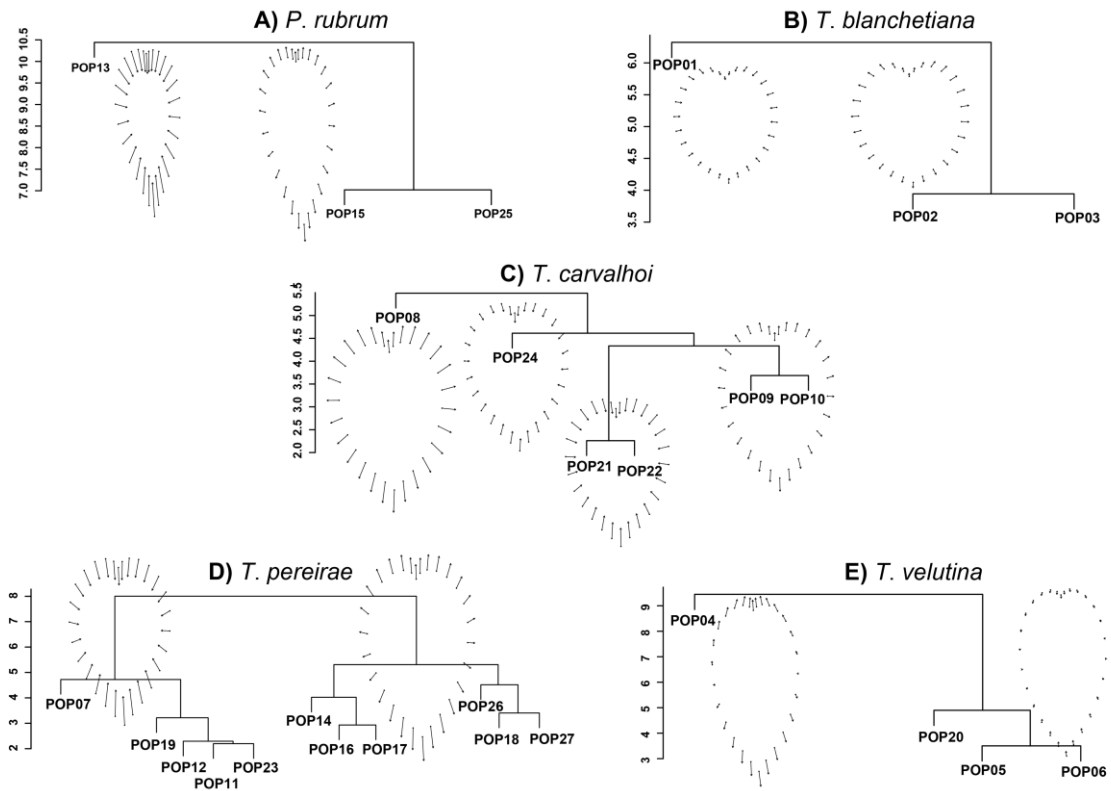 A) P. rubrum
10.5
10
9.5
9.0
8.5
8.0
7.5
7.0
POP13
POP15
POP25
B) T. blanchetiana
6.0
5.5
5.0
4.5
4.0
3.5
POP01
POP02
POP03
C) T. carvalhoi
5.5
5.0
4.5
4.0
3.5
3.0
2.5
2.0
POP08
POP24
POP09
POP10
POP21
POP22
D) T. pereirae
8
7
6
5
4
3
2
POP07
POP19
POP12
POP11
POP23
POP14
POP16
POP17
POP26
POP18
POP27
E) T. velutina
9
8
7
6
5
4
3
POP04
POP20
POP05
POP06